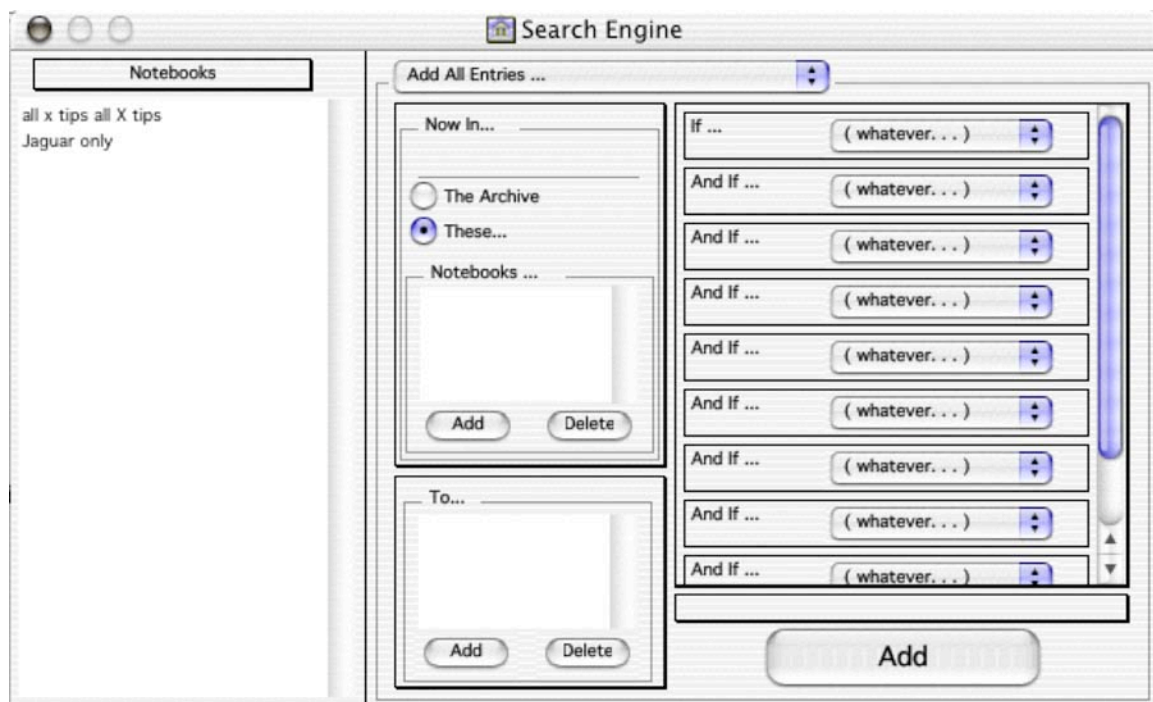 Search Engine
Notebooks
all x tips all X tips
Jaguar only
Add All Entries ...
Now In...
The Archive
These...
Notebooks ...
Add Delete
To...
Add Delete
If ... ( whatever. . . )
And If ... ( whatever. . . )
And If ... ( whatever. . . )
And If ... ( whatever. . . )
And If ... ( whatever. . . )
And If ... ( whatever. . . )
And If ... ( whatever. . . )
And If ... ( whatever. . . )
And If ... ( whatever. . . )
Add